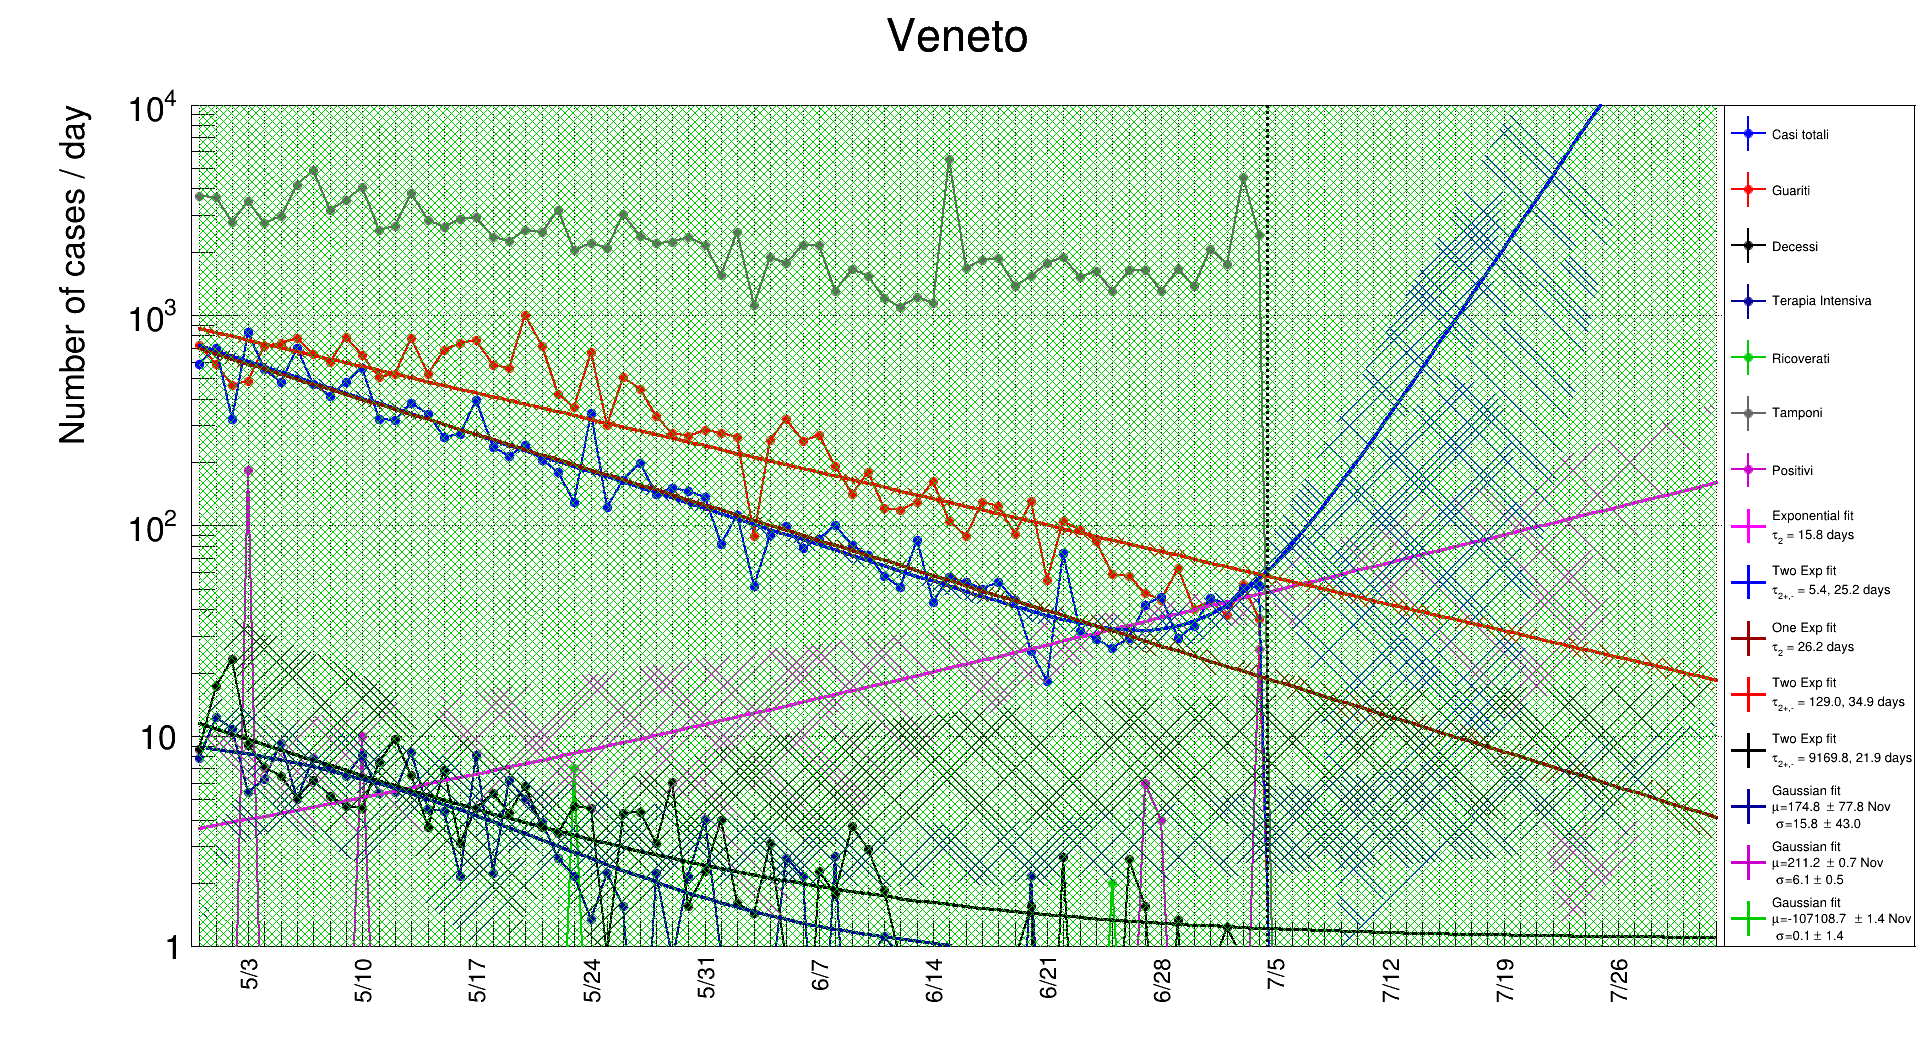 Veneto
Number of cases / day
10⁴
10³
10²
10
1
5/3
5/10
5/17
5/24
5/31
6/7
6/14
6/21
6/28
7/5
7/12
7/19
7/26
Casi totali
Guariti
Decessi
Terapia Intensiva
Ricoverati
Tamponi
Positivi
Exponential fit
τ₂ = 15.8 days
Two Exp fit
τ₂₊,₋ = 5.4, 25.2 days
One Exp fit
τ₂ = 26.2 days
Two Exp fit
τ₂₊,₋ = 129.0, 34.9 days
Two Exp fit
τ₂₊,₋ = 9169.8, 21.9 days
Gaussian fit
μ=174.8 ± 77.8 Nov
σ=15.8 ± 43.0
Gaussian fit
μ=211.2 ± 0.7 Nov
σ=6.1 ± 0.5
Gaussian fit
μ=-107108.7 ± 1.4 Nov
σ=0.1 ± 1.4